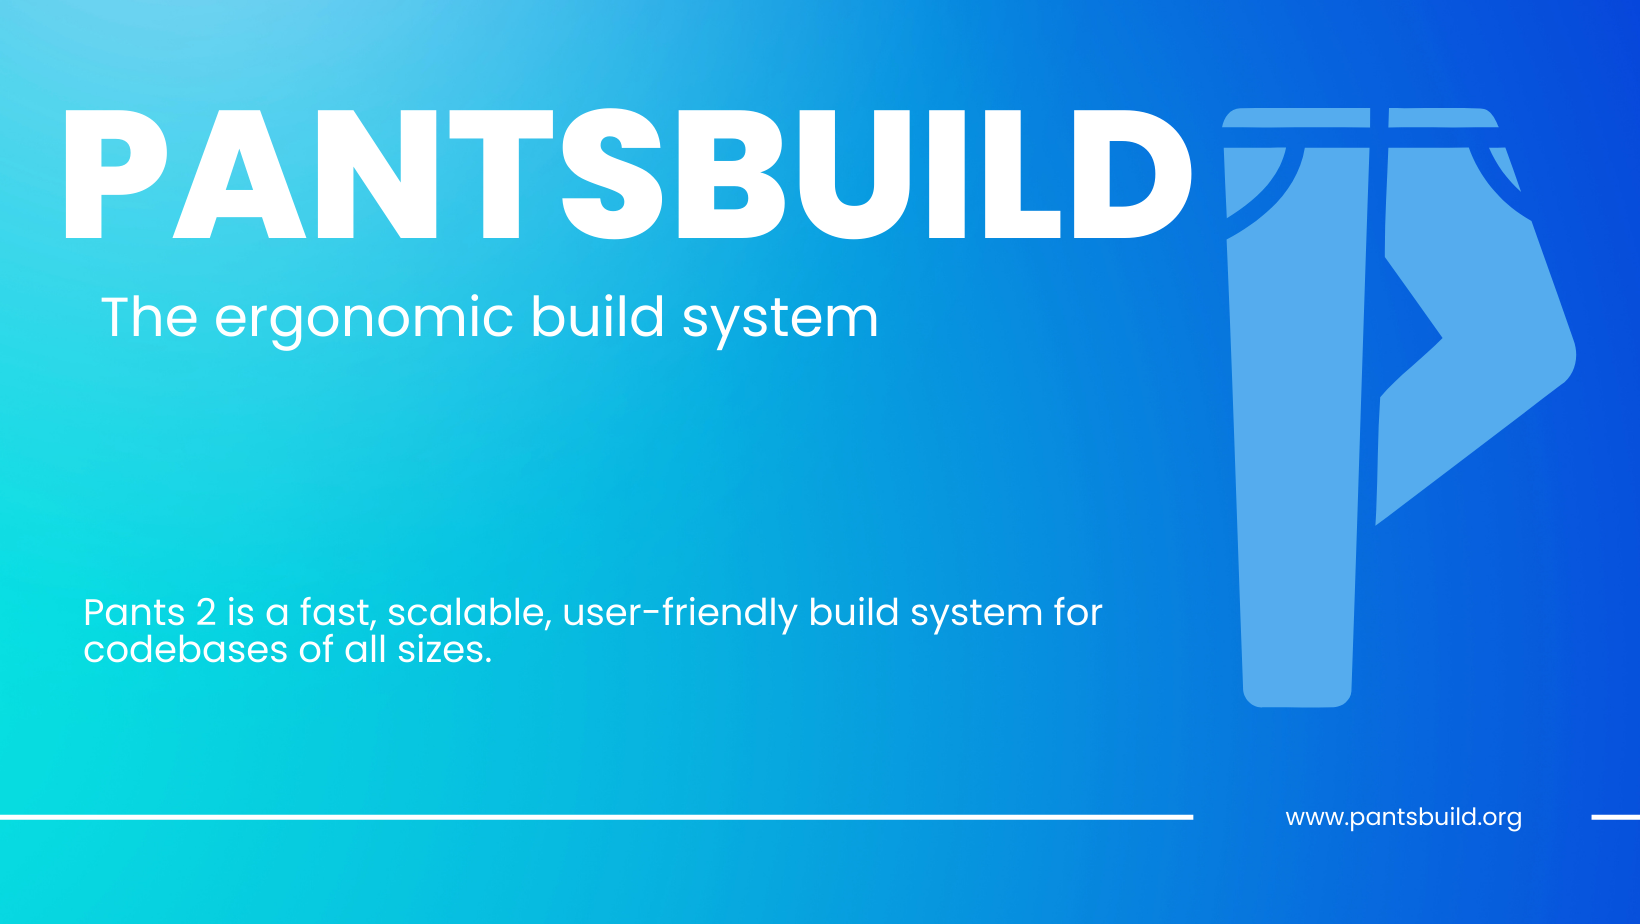 PANTSBUILD
The ergonomic build system
Pants 2 is a fast, scalable, user-friendly build system for
codebases of all sizes.
www.pantsbuild.org